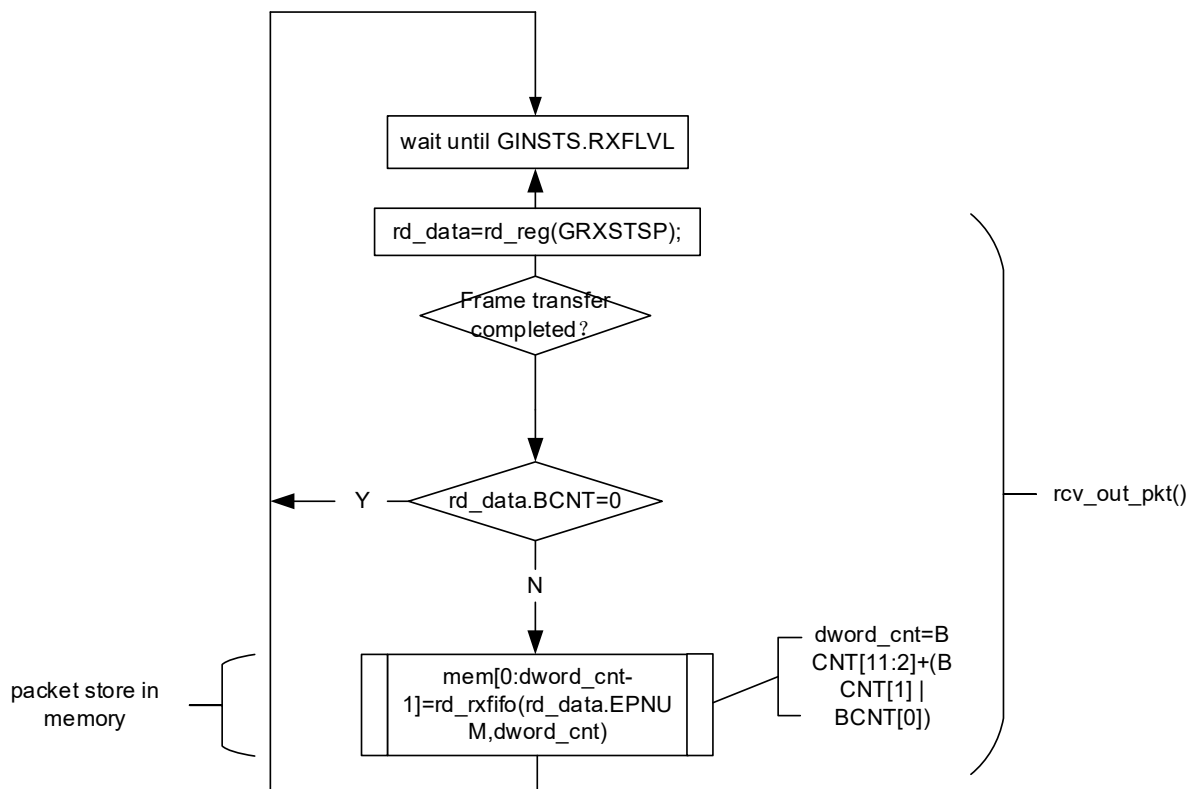 wait until GINSTS.RXFLVL
rd_data=rd_reg(GRXSTSP);
Frame transfer
completed？
Y
rd_data.BCNT=0
rcv_out_pkt()
N
packet store in
memory
mem[0:dword_cnt-
1]=rd_rxfifo(rd_data.EPNU
M,dword_cnt)
dword_cnt=B
CNT[11:2]+(B
CNT[1] |
BCNT[0])